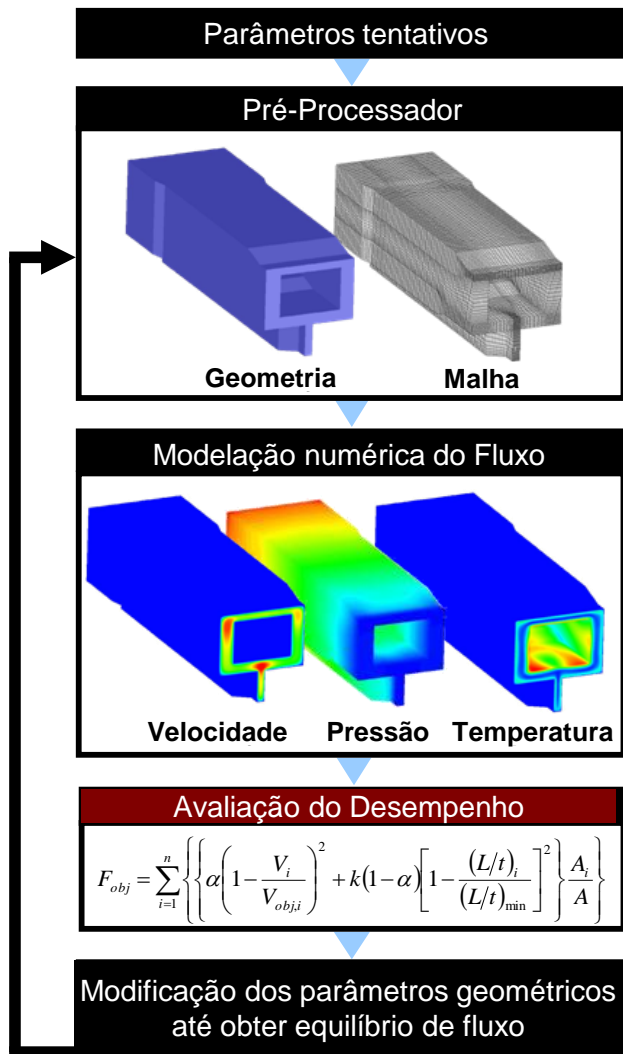 Parâmetros tentativos
Pré-Processador
Geometria Malha
Modelação numérica do Fluxo
Velocidade Pressão Temperatura
Avaliação do Desempenho
$F_{obj} = \sum_{i=1}^{n} \left\{ \left\{ \alpha \left( 1 - \frac{V_i}{V_{obj,i}} \right)^2 + k(1-\alpha) \left[ 1 - \frac{(L/t)_i}{(L/t)_{\min}} \right]^2 \right\} \frac{A_i}{A} \right\}$
Modificação dos parâmetros geométricos
até obter equilíbrio de fluxo